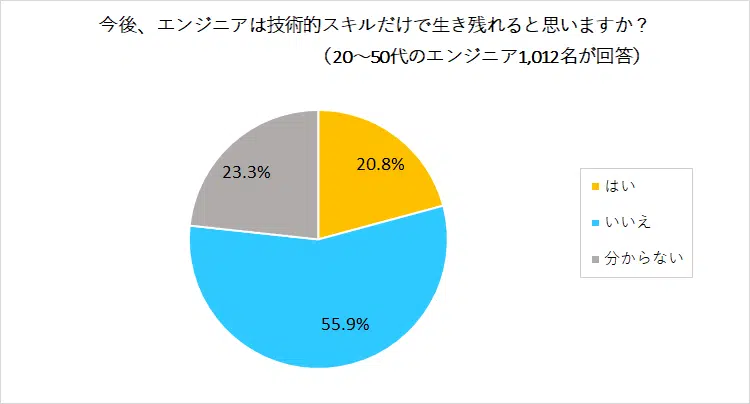 今後、エンジニアは技術的スキルだけで生き残れると思いますか？
（20～50代のエンジニア1,012名が回答）
23.3%
20.8%
55.9%
はい
いいえ
分からない